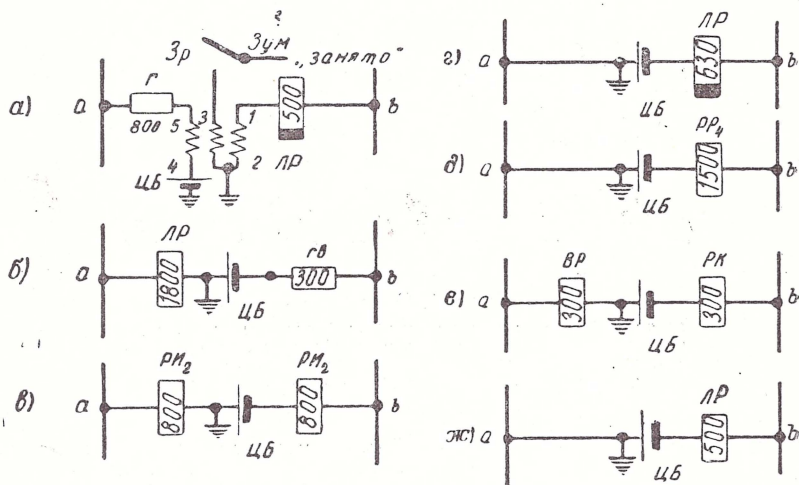 ?
Зр Зум „занято"
а) a r 800 5 3 1 500 b
4 2 ЛР
ЦБ
б) a ЛР 1800 ЦБ rв 300 b
в) a РИ₂ 800 ЦБ РИ₂ 800 b
г) a ЦБ ЛР 630 b
д) a ЦБ РР₄ 1500 b
е) a ВР 300 ЦБ РК 300 b
ж) a ЦБ ЛР 500 b